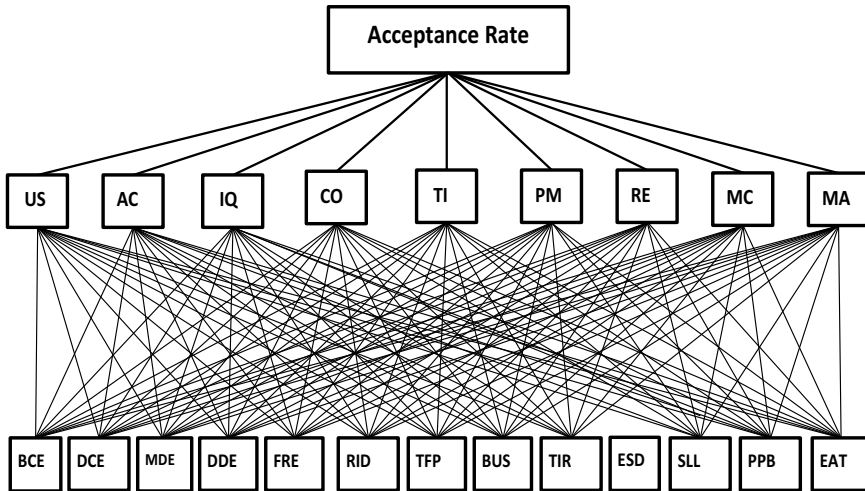 Acceptance Rate
US AC IQ CO TI PM RE MC MA
BCE DCE MDE DDE FRE RID TFP BUS TIR ESD SLL PPB EAT